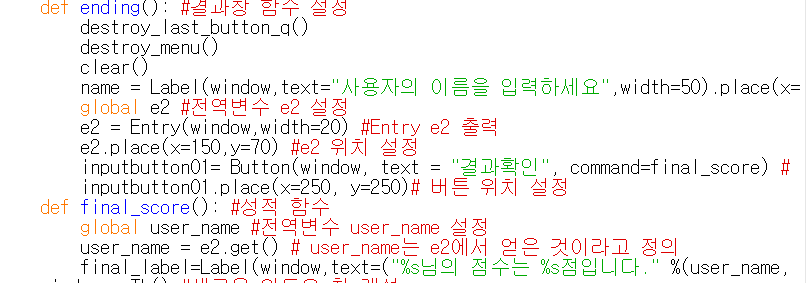 def ending(): #결과창 함수 설정
destroy_last_button_q()
destroy_menu()
clear()
name = Label(window,text="사용자의 이름을 입력하세요",width=50).place(x=
global e2 #전역변수 e2 설정
e2 = Entry(window,width=20) #Entry e2 출력
e2.place(x=150,y=70) #e2 위치 설정
inputbutton01= Button(window, text = "결과확인", command=final_score) #
inputbutton01.place(x=250, y=250)# 버튼 위치 설정
def final_score(): #성적 함수
global user_name #전역변수 user_name 설정
user_name = e2.get() # user_name는 e2에서 얻은 것이라고 정의
final_label=Label(window,text=("%s님의 점수는 %s점입니다." %(user_name,